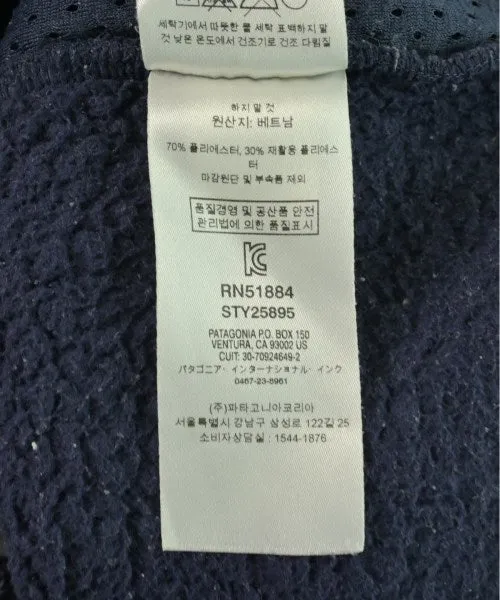 세탁기에서 따뜻한 물 세탁 표백하지 말
것 낮은 온도에서 건조기로 건조 다림질
하지 말 것
원산지: 베트남
70% 폴리에스터, 30% 재활용 폴리에스
터
마감원단 및 부속품 제외
품질경영 및 공산품 안전
관리법에 의한 품질표시
RN51884
STY25895
PATAGONIA P.O. BOX 150
VENTURA, CA 93002 US
CUIT: 30-70924649-2
パタゴニア・インターナショナル・インク
0467-23-8961
(주)파타고니아코리아
서울특별시 강남구 삼성로 122길 25
소비자상담실 : 1544-1876